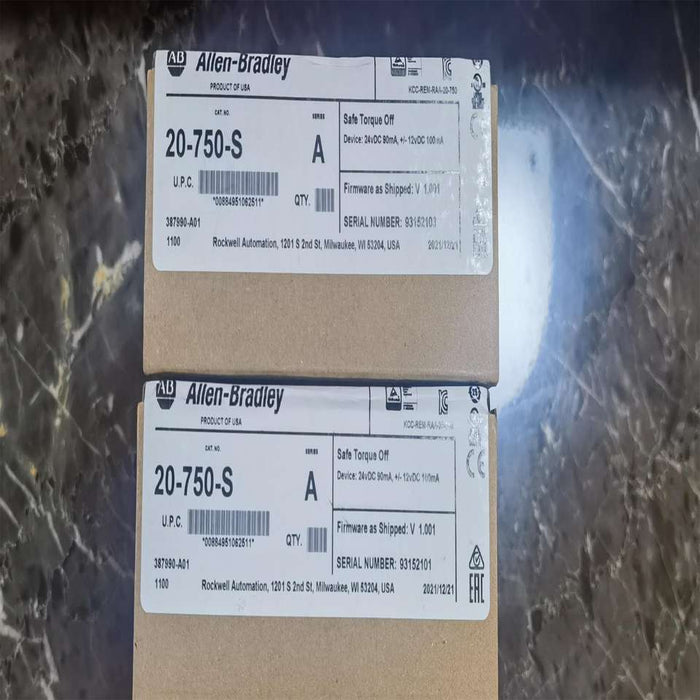 AB Allen-Bradley
PRODUCT OF USA
KCC-REM-RAA-20-750
CAT. NO.
SERIES
20-750-S
A
Safe Torque Off
Device: 24vDC 90mA, +/- 12vDC 100mA
U.P.C.
*00884951062511*
QTY.
Firmware as Shipped: V 1.001
SERIAL NUMBER: 93152103
387990-A01
1100
Rockwell Automation, 1201 S 2nd St, Milwaukee, WI 53204, USA
2021/12/21
AB Allen-Bradley
PRODUCT OF USA
CAT. NO.
SERIES
20-750-S
A
Safe Torque Off
Device: 24vDC 90mA, +/- 12vDC 100mA
CE
U.P.C.
*00884951062511*
QTY.
Firmware as Shipped: V 1.001
SERIAL NUMBER: 93152101
387990-A01
1100
Rockwell Automation, 1201 S 2nd St, Milwaukee, WI 53204, USA
2021/12/21
EAC